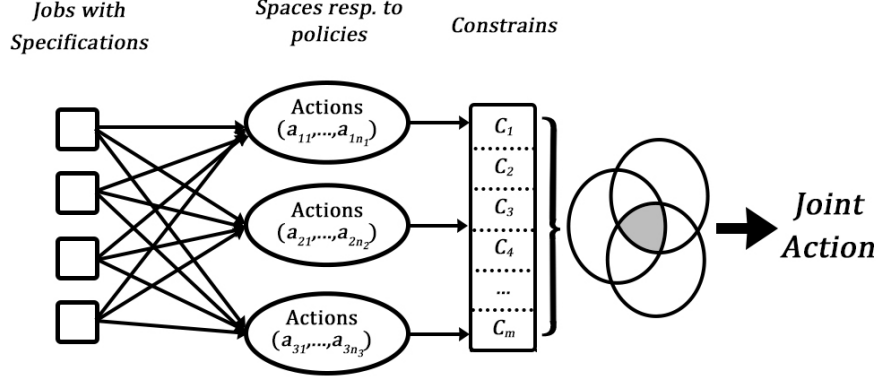 Jobs with
Specifications
Spaces resp. to
policies
Constrains
Actions
(a₁₁,...,a₁ₙ₁)
Actions
(a₂₁,...,a₂ₙ₂)
Actions
(a₃₁,...,a₃ₙ₃)
C₁
C₂
C₃
C₄
...
Cₘ
Joint
Action